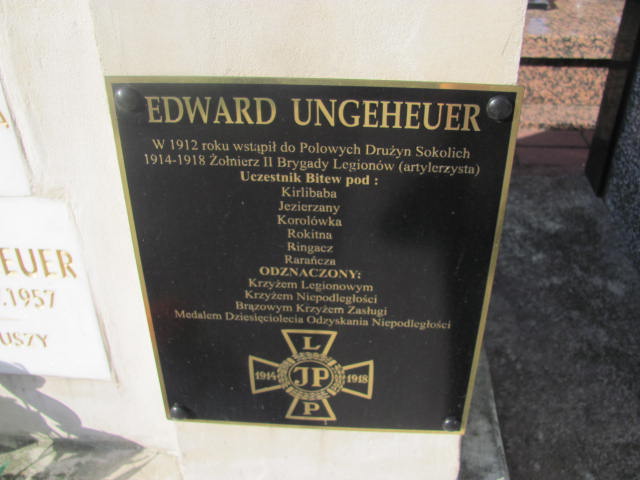 EDWARD UNGEHEUER
W 1912 roku wstąpił do Polowych Drużyn Sokolich
1914-1918 Żołnierz II Brygady Legionów (artylerzysta)
Uczestnik Bitew pod :
Kirlibaba
Jezierzany
Korolówka
Rokitna
Ringacz
Rarańcza
ODZNACZONY:
Krzyżem Legionowym
Krzyżem Niepodległości
Brązowym Krzyżem Zasługi
Medalem Dziesięciolecia Odzyskania Niepodległości
L
1914 JP 1918
P
HEUER
.1957
USZY